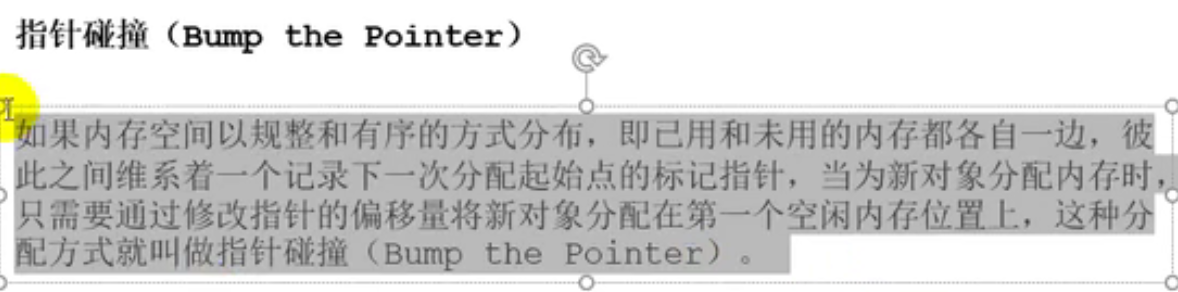 指针碰撞（Bump the Pointer）
如果内存空间以规整和有序的方式分布，即已用和未用的内存都各自一边，彼
此之间维系着一个记录下一次分配起始点的标记指针，当为新对象分配内存时，
只需要通过修改指针的偏移量将新对象分配在第一个空闲内存位置上，这种分
配方式就叫做指针碰撞（Bump the Pointer）。